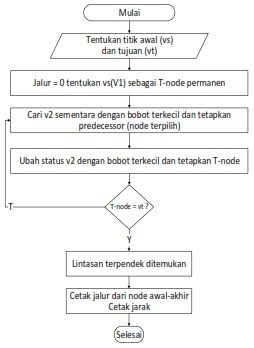 Mulai
Tentukan titik awal (vs)
dan tujuan (vt)
Jalur = 0 tentukan vs(V1) sebagai T-node permanen
Cari v2 sementara dengan bobot terkecil dan tetapkan
predecessor (node terpilih)
Ubah status v2 dengan bobot terkecil dan tetapkan T-node
T-node = vt ?
T
Y
Lintasan terpendek ditemukan
Cetak jalur dari node awal-akhir
Cetak jarak
Selesai